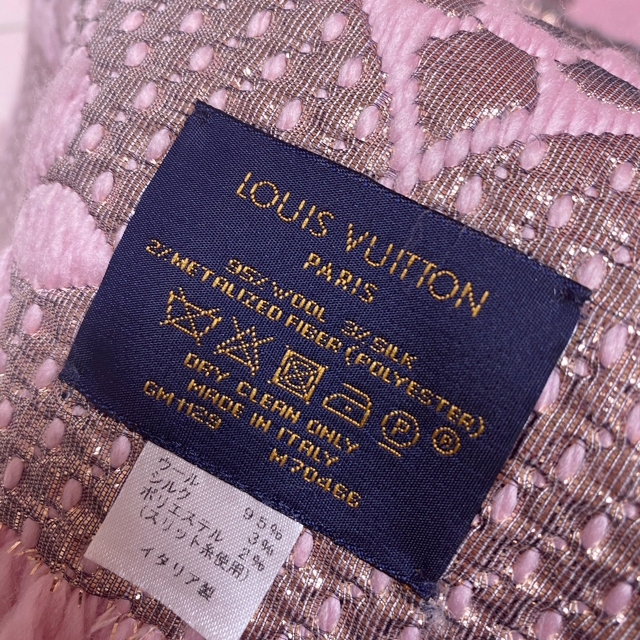 LOUIS VUITTON
PARIS
95% WOOL 3% SILK
2% METALIZED FIBER (POLYESTER)
P ®
DRY CLEAN ONLY
MADE IN ITALY
GM1129 M70466
ウール 95%
シルク 3%
ポリエステル 2%
(スリット糸使用)
イタリア製